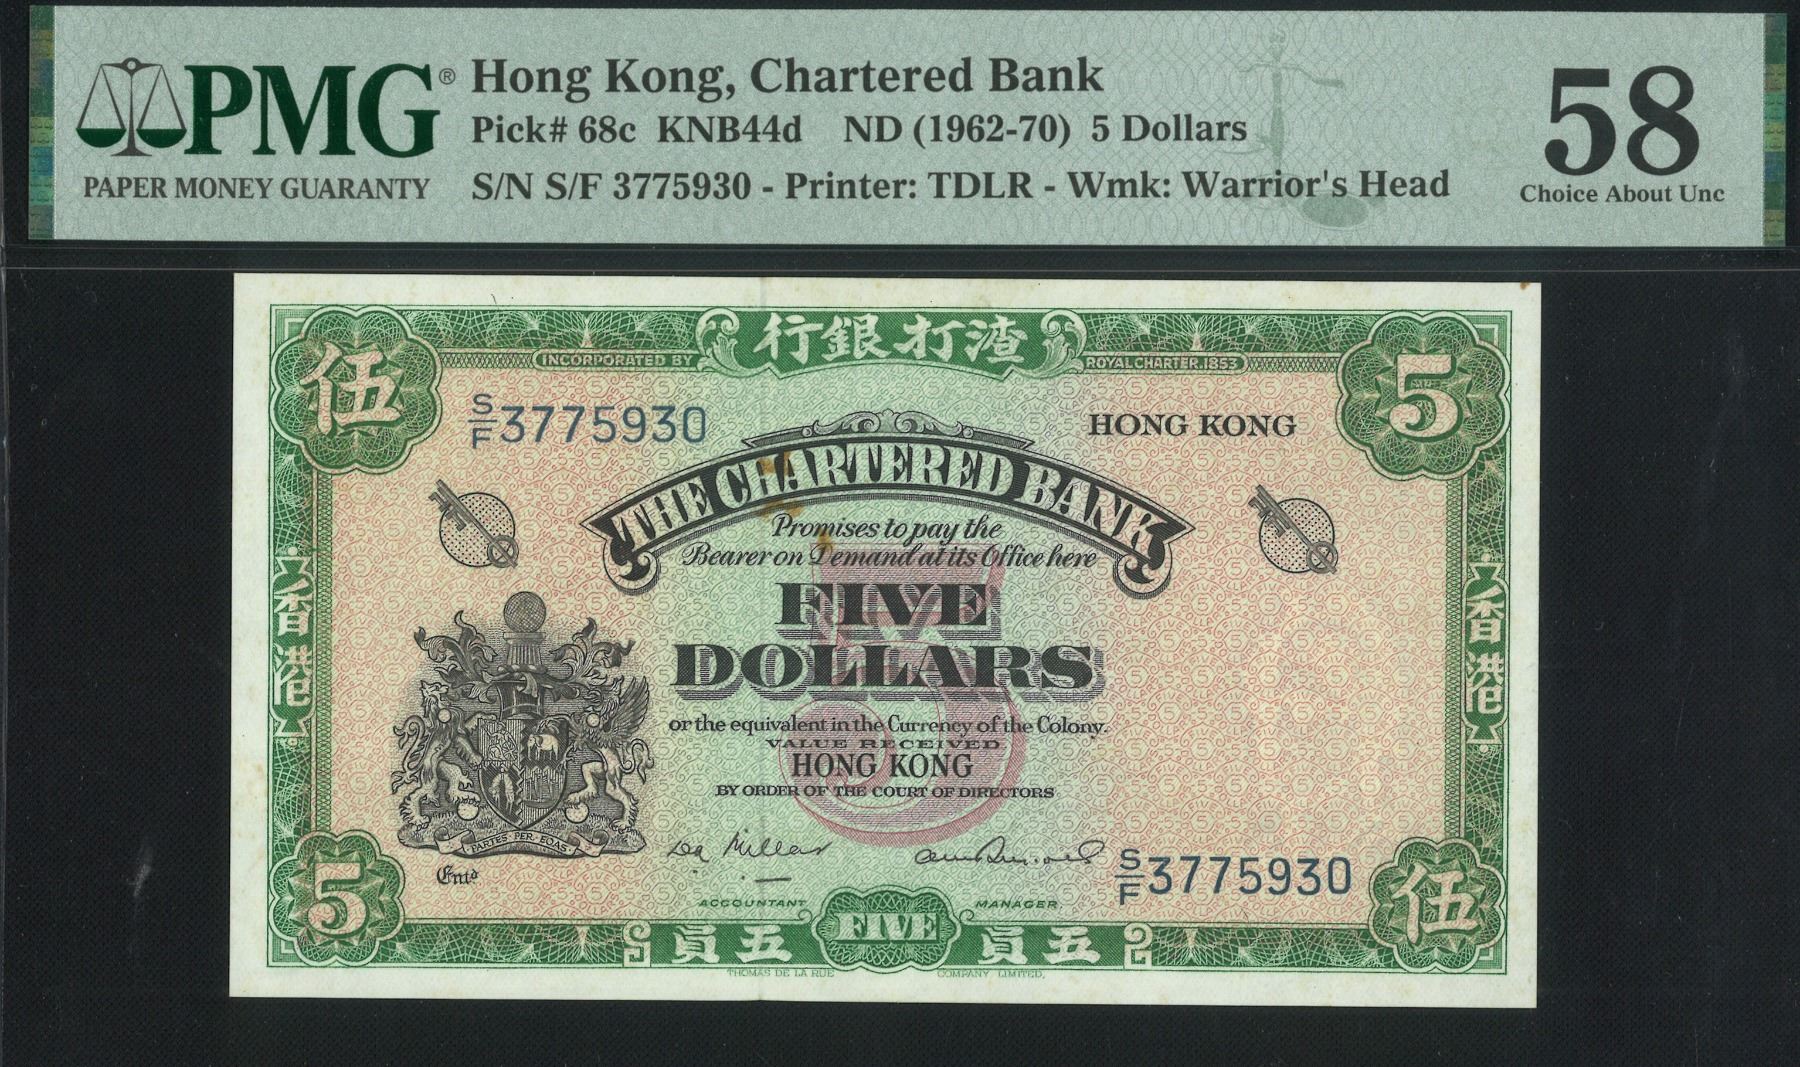 PMG®
PAPER MONEY GUARANTY
Hong Kong, Chartered Bank
Pick# 68c KNB44d ND (1962-70) 5 Dollars
S/N S/F 3775930 - Printer: TDLR - Wmk: Warrior's Head
58
Choice About Unc
行銀打渣
INCORPORATED BY
ROYAL CHARTER.1853
伍
5
S/F 3775930
HONG KONG
THE CHARTERED BANK
Promises to pay the
Bearer on Demand at its Office here
FIVE
DOLLARS
5
or the equivalent in the Currency of the Colony.
VALUE RECEIVED
HONG KONG
BY ORDER OF THE COURT OF DIRECTORS
香港
香港
PARTES·PER·EOAS
Entd
S/F 3775930
ACCOUNTANT
MANAGER
5
伍
員五
FIVE
員五
THOMAS DE LA RUE COMPANY LIMITED.